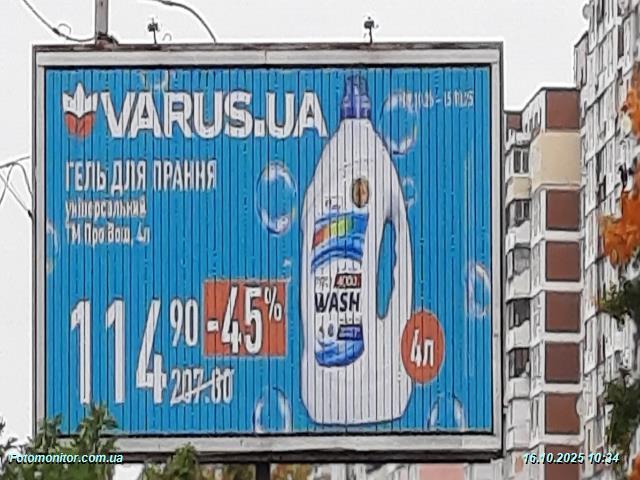 VARUS.UA
ГЕЛЬ ДЛЯ ПРАННЯ
універсальний
ТМ Про Вош, 4л
114 90
-45%
207.80
WASH
4л
Fotomonitor.com.ua
16.10.2025 10:34